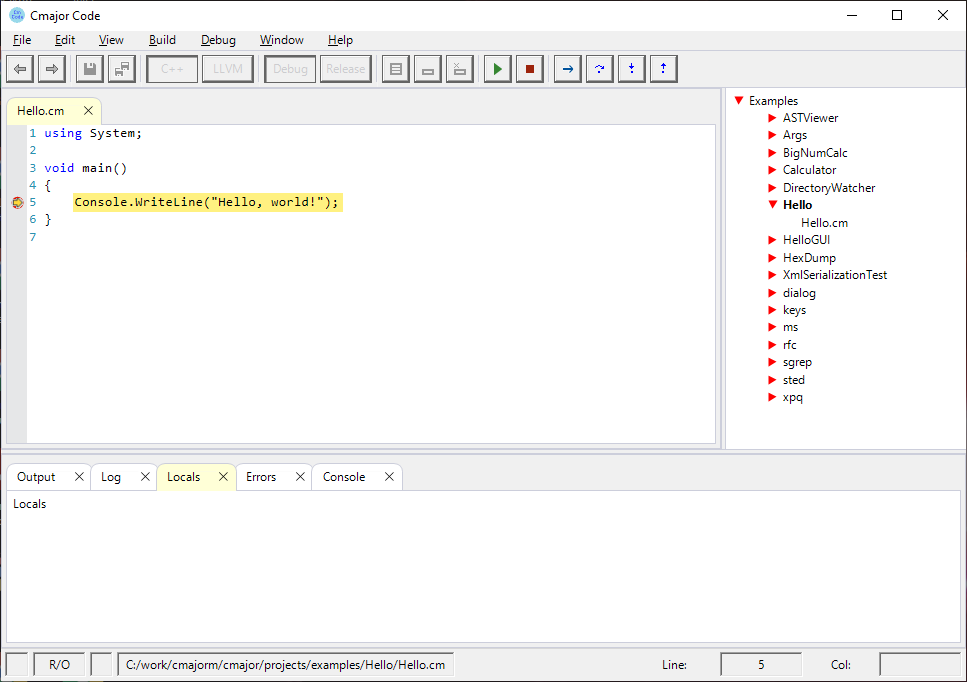 Cmajor Code
File Edit View Build Debug Window Help
C++ LLVM Debug Release
Hello.cm
1 using System;
2
3 void main()
4 {
5 Console.WriteLine("Hello, world!");
6 }
7
Examples
ASTViewer
Args
BigNumCalc
Calculator
DirectoryWatcher
Hello
Hello.cm
HelloGUI
HexDump
XmlSerializationTest
dialog
keys
ms
rfc
sgrep
sted
xpq
Output Log Locals Errors Console
Locals
R/O C:/work/cmajorm/cmajor/projects/examples/Hello/Hello.cm Line: 5 Col: